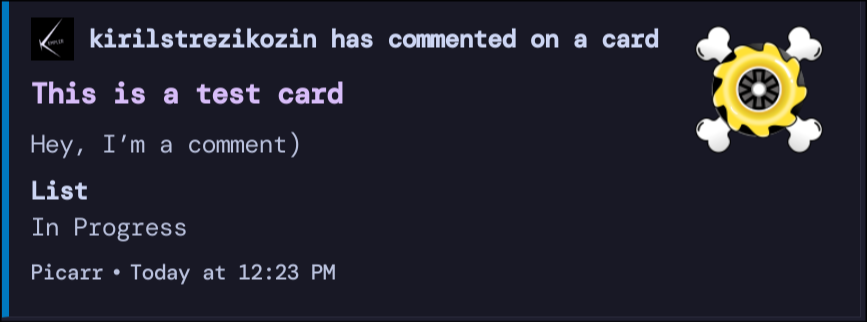 kirilstrezikozin has commented on a card
This is a test card
Hey, I’m a comment)
List
In Progress
Picarr • Today at 12:23 PM